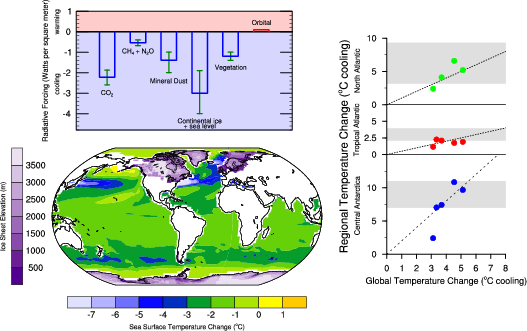 Radiative Forcing (Watts per square meter)
cooling
warming
1
0
-1
-2
-3
-4
Orbital
CO2
CH4 + N2O
Mineral Dust
Continental ice
+ sea level
Vegetation
Ice Sheet Elevation (m)
3500
3000
2500
2000
1500
1000
500
-7 -6 -5 -4 -3 -2 -1 0 1
Sea Surface Temperature Change (°C)
Regional Temperature Change (°C cooling)
North Atlantic
10
5
0
Tropical Atlantic
5
2.5
0
Central Antarctica
10
5
0
0 1 2 3 4 5 6 7 8
Global Temperature Change (°C cooling)